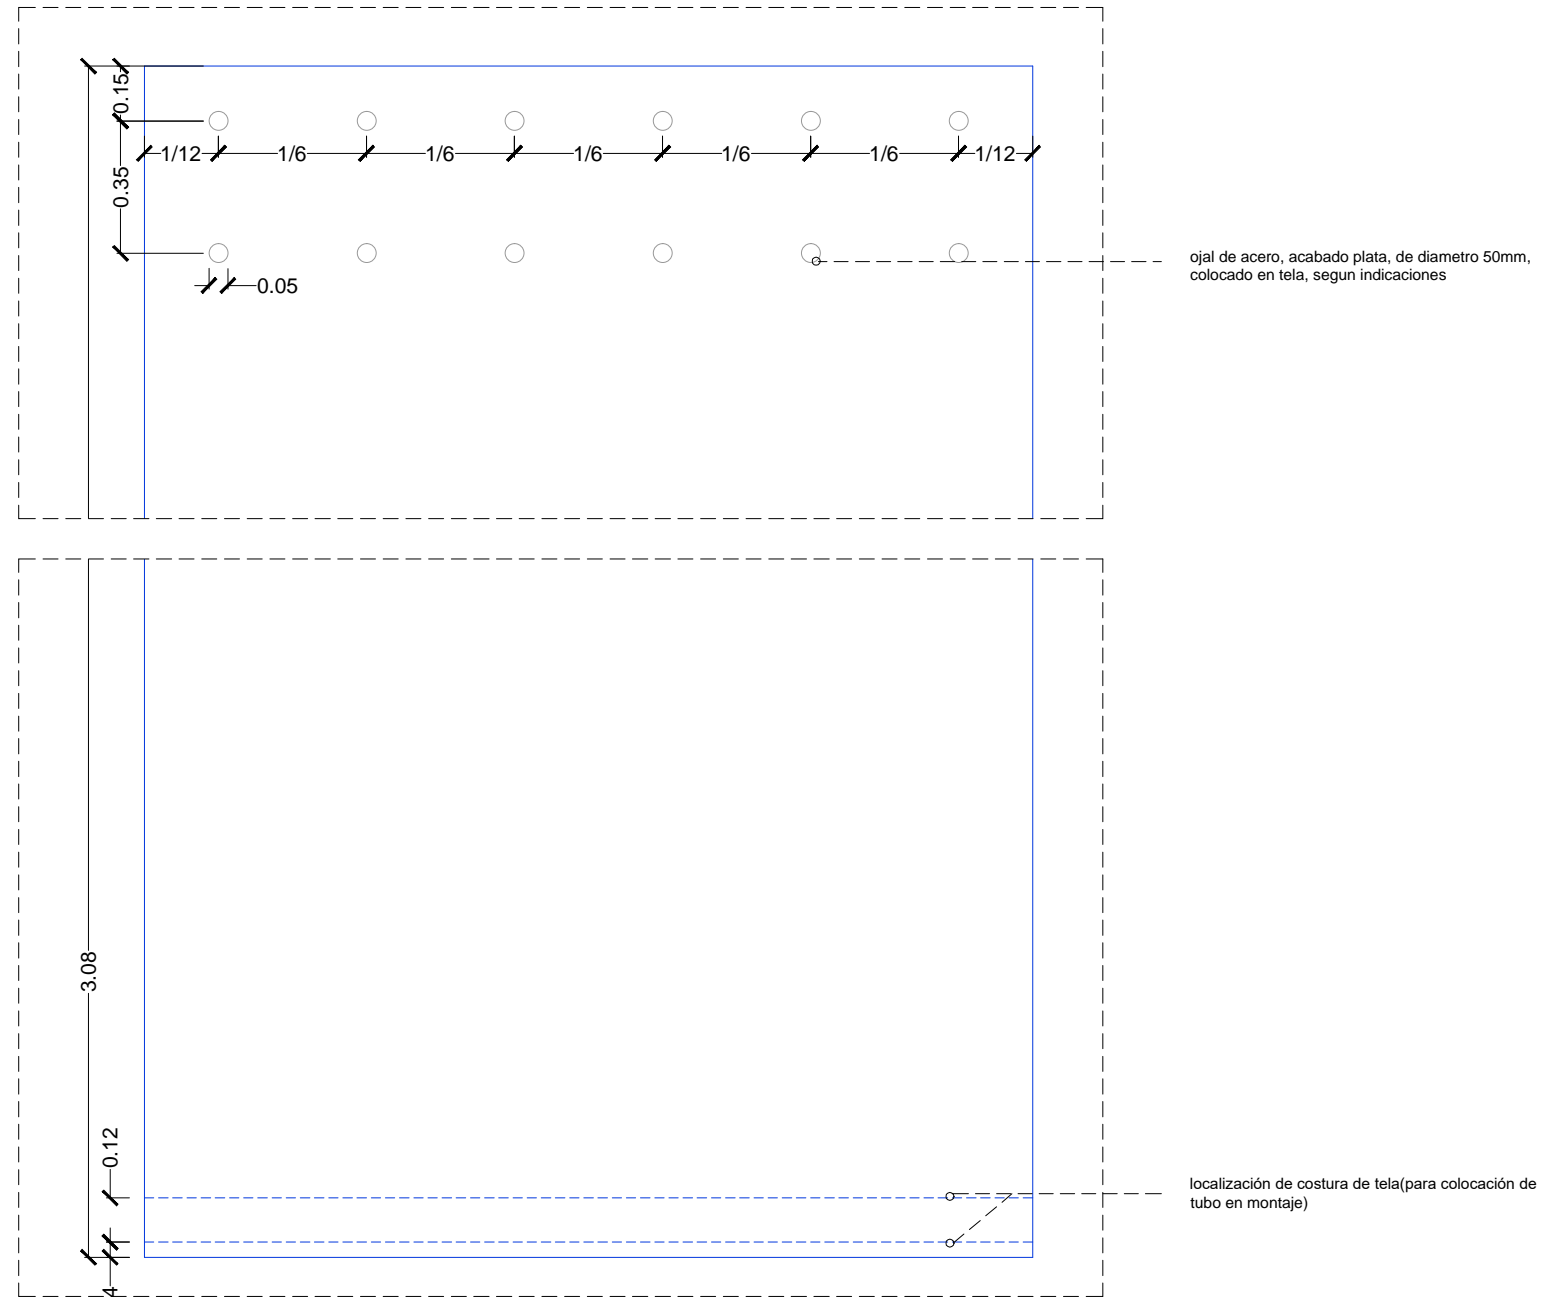 0.15
1/12 1/6 1/6 1/6 1/6 1/6 1/12
0.35
0.05
ojal de acero, acabado plata, de diametro 50mm,
colocado en tela, segun indicaciones
3.08
0.12
localización de costura de tela(para colocación de
tubo en montaje)
4